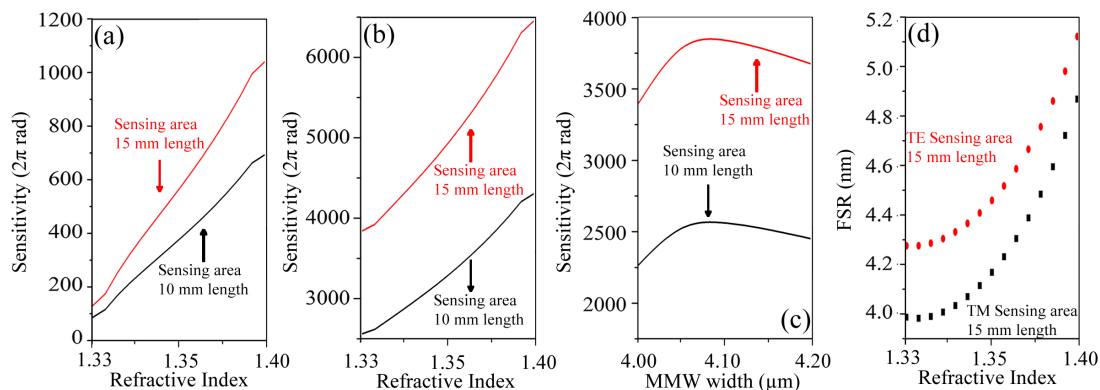 (a)
Sensitivity (2π rad)
1200
1000
800
600
400
200
0
Sensing area
15 mm length
Sensing area
10 mm length
1.33
1.35
1.40
Refractive Index
(b)
Sensitivity (2π rad)
6000
5000
4000
3000
Sensing area
15 mm length
Sensing area
10 mm length
1.33
1.35
1.40
Refractive Index
(c)
Sensitivity (2π rad)
4000
3500
3000
2500
2000
Sensing area
15 mm length
Sensing area
10 mm length
4.00
4.10
4.20
MMW width (μm)
(d)
FSR (nm)
5.2
5.0
4.8
4.6
4.4
4.2
4.0
TE Sensing area
15 mm length
TM Sensing area
15 mm length
1.33
1.35
1.40
Refractive Index